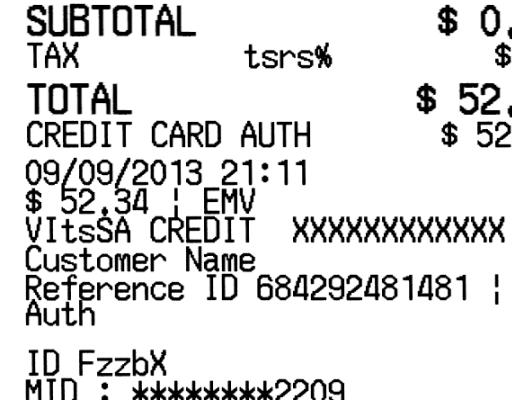 SUBTOTAL $ 0.
TAX tsrs% $
TOTAL $ 52.
CREDIT CARD AUTH $ 52
09/09/2013 21:11
$ 52.34 ¦ EMV
VItsSA CREDIT XXXXXXXXXXXX
Customer Name
Reference ID 684292481481 ¦
Auth
ID FzzbX
MID : ********2209